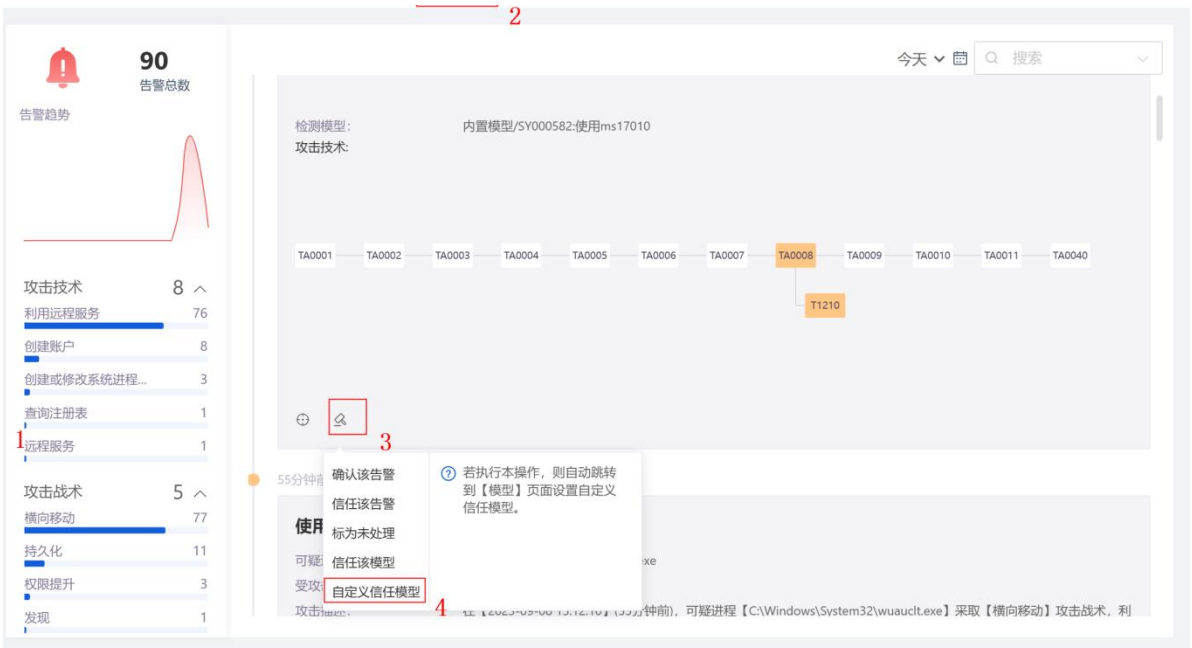 2
90
告警总数
告警趋势
攻击技术 8
利用远程服务 76
创建账户 8
创建或修改系统进程... 3
查询注册表 1
1
远程服务 1
攻击战术 5
横向移动 77
持久化 11
权限提升 3
发现 1
今天 搜索
检测模型: 内置模型/SY000582:使用ms17010
攻击技术:
TA0001 TA0002 TA0003 TA0004 TA0005 TA0006 TA0007 TA0008 TA0009 TA0010 TA0011 TA0040
T1210
3
55分钟前
确认该告警
信任该告警
标为未处理
信任该模型
自定义信任模型
4
若执行本操作，则自动跳转
到【模型】页面设置自定义
信任模型。
使用
可疑 xe
受攻
攻击描述: 在 (55分钟前), 可疑进程【C:\Windows\System32\wuauclt.exe】采取【横向移动】攻击战术, 利